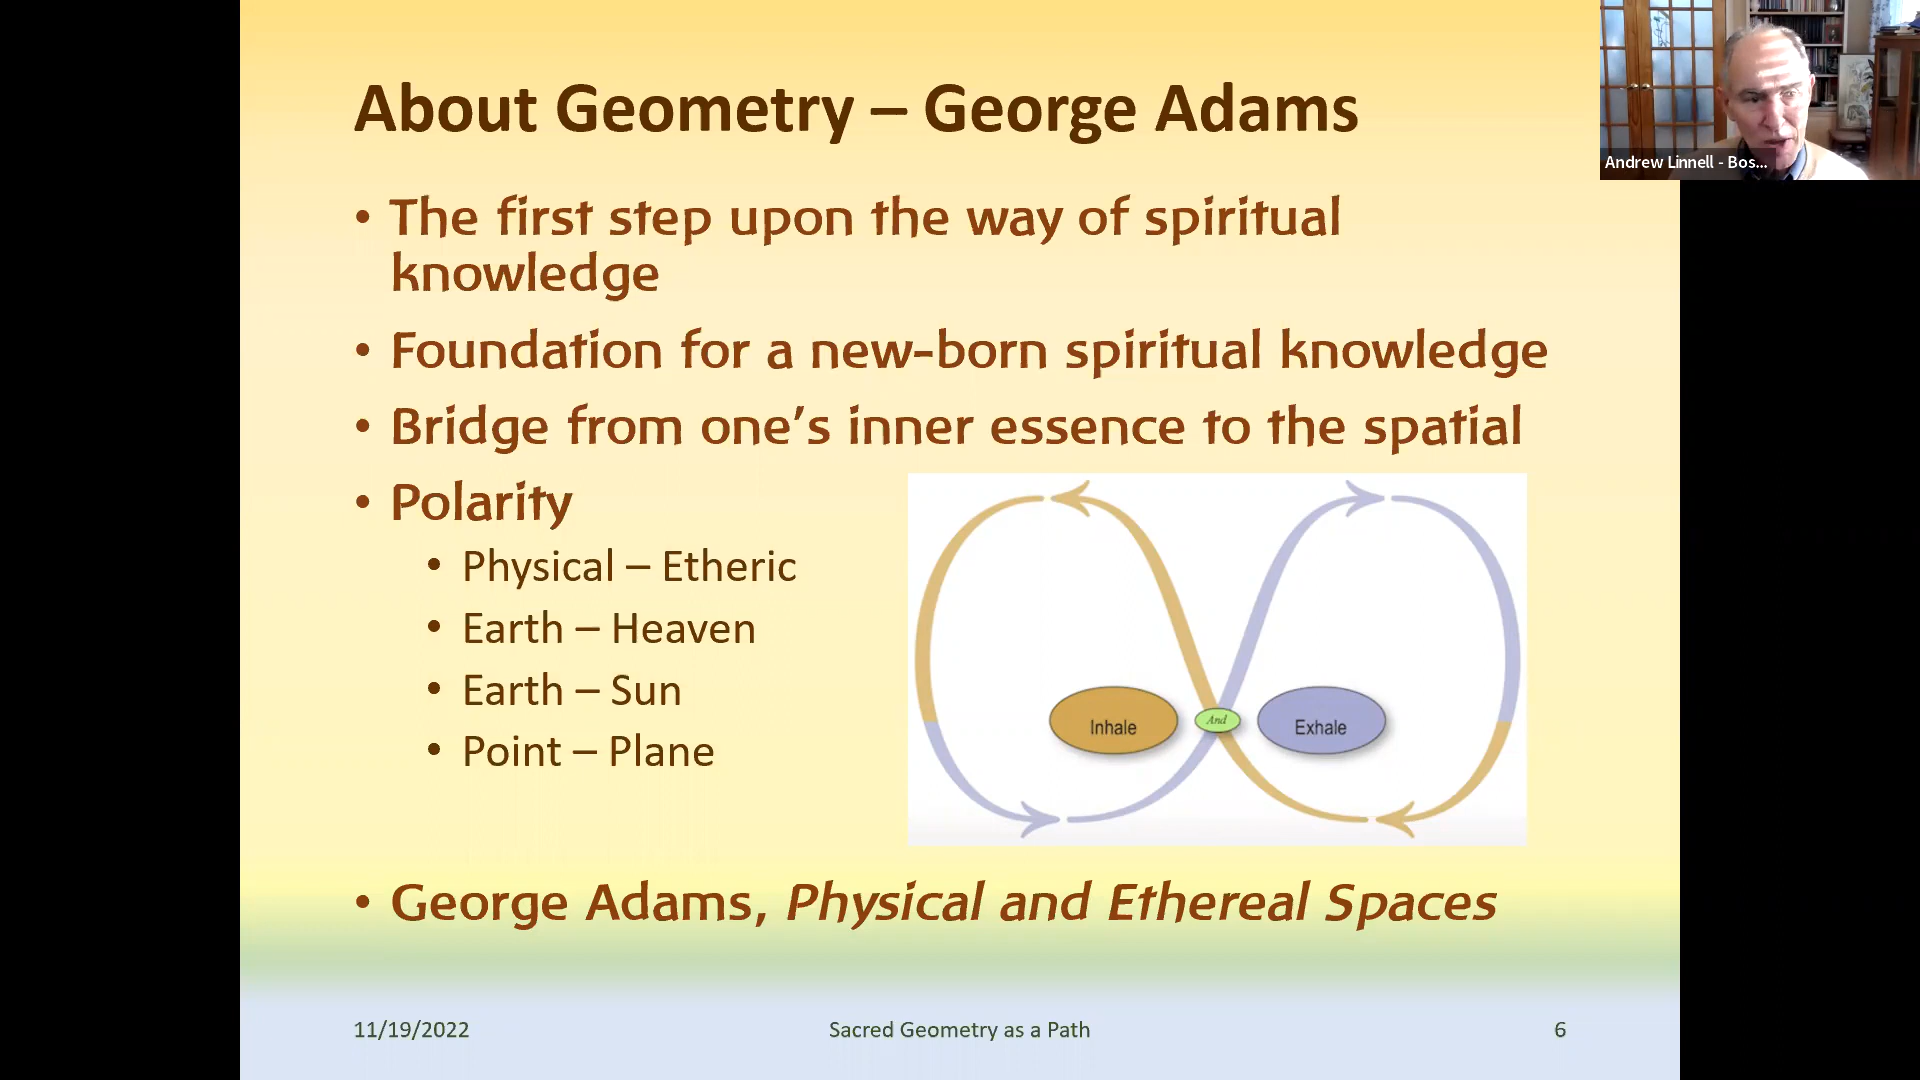 About Geometry – George Adams
Andrew Linnell - Bos...
• The first step upon the way of spiritual
knowledge
• Foundation for a new-born spiritual knowledge
• Bridge from one’s inner essence to the spatial
• Polarity
• Physical – Etheric
• Earth – Heaven
• Earth – Sun
• Point – Plane
Inhale
And
Exhale
• George Adams, Physical and Ethereal Spaces
11/19/2022
Sacred Geometry as a Path
6